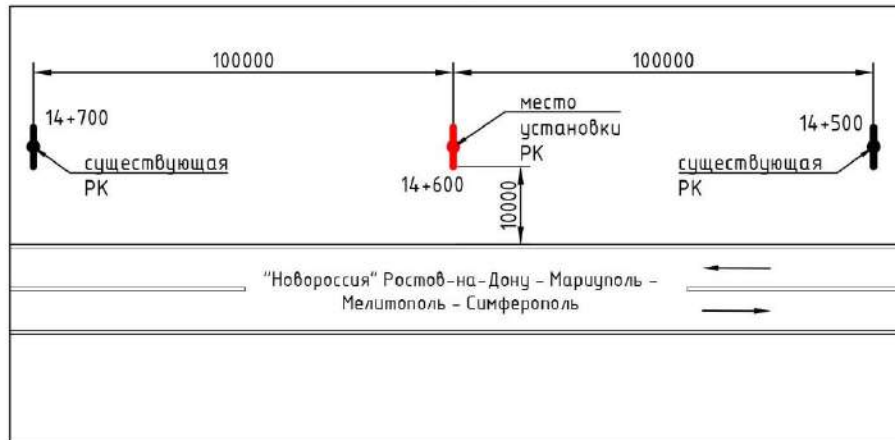 100000
100000
14+700
место
установки
РК
14+500
существующая
РК
14+600
существующая
РК
10000
"Новороссия" Ростов-на-Дону - Мариуполь -
Мелитополь - Симферополь